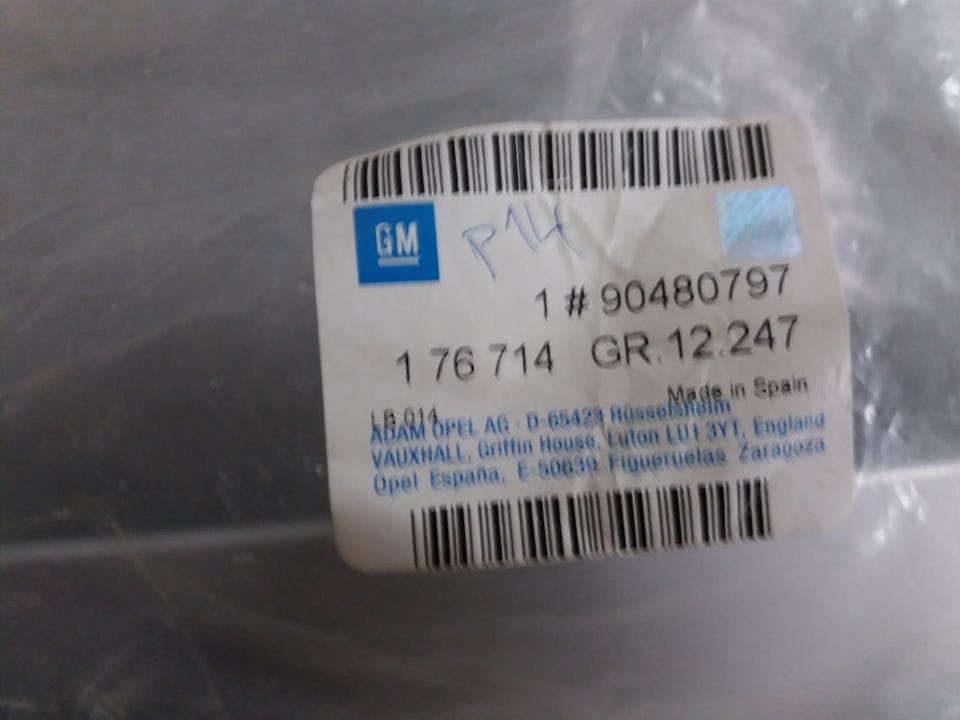 GM
P14
1 # 90480797
1 76 714 GR.12.247
Made in Spain
LB 014
ADAM OPEL AG · D-65423 Rüsselsheim
VAUXHALL, Griffin House, Luton LU1 3YT, England
Opel España, E-50639 Figueruelas Zaragoza